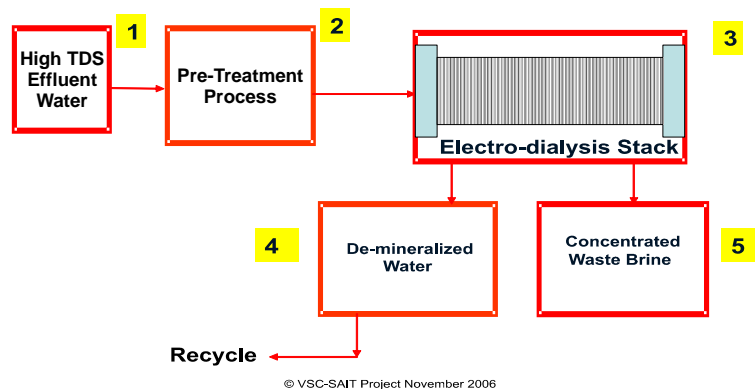 1
High TDS
Effluent
Water
2
Pre-Treatment
Process
3
Electro-dialysis Stack
4
De-mineralized
Water
Concentrated
Waste Brine
5
Recycle
© VSC-SAIT Project November 2006